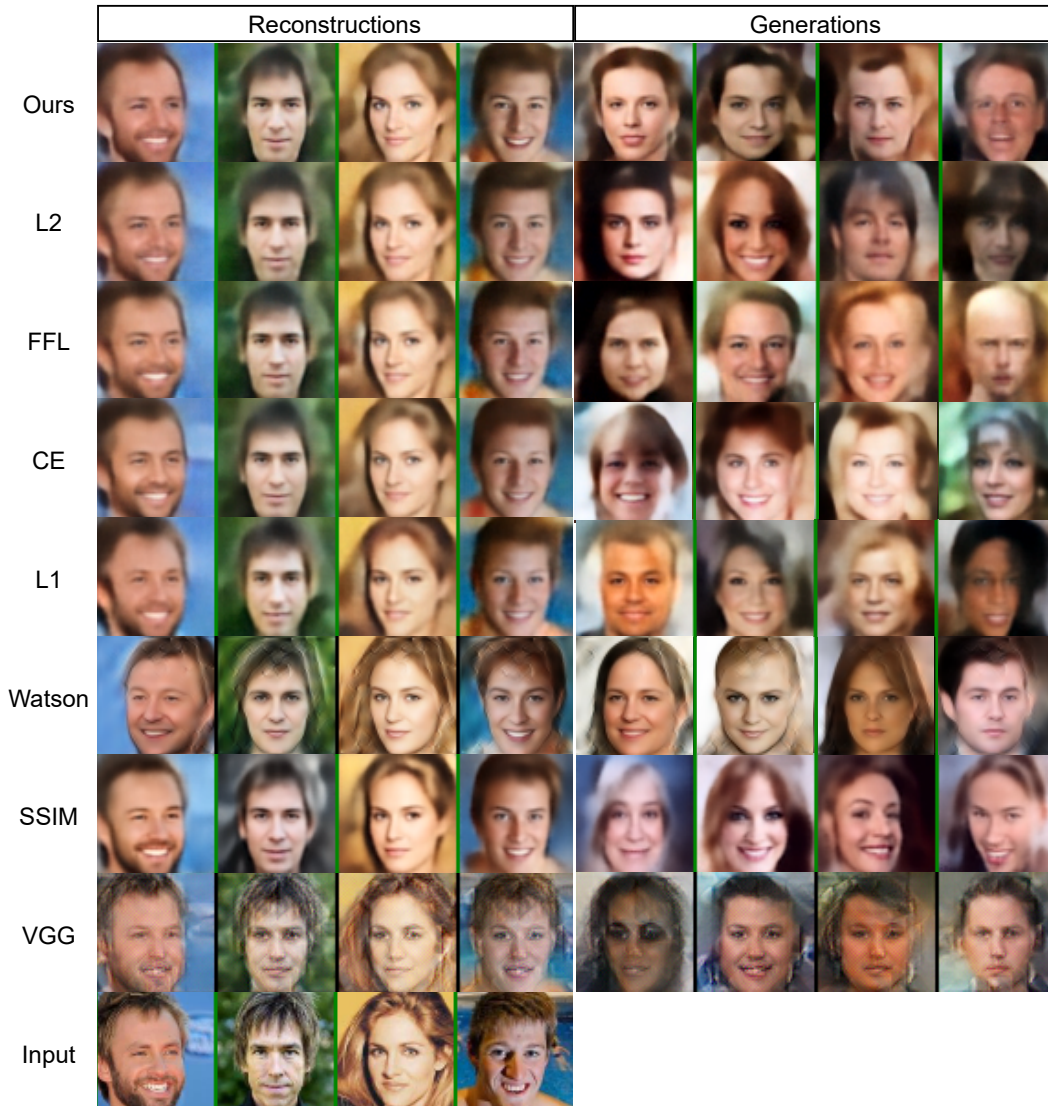 Reconstructions Generations
Ours
L2
FFL
CE
L1
Watson
SSIM
VGG
Input